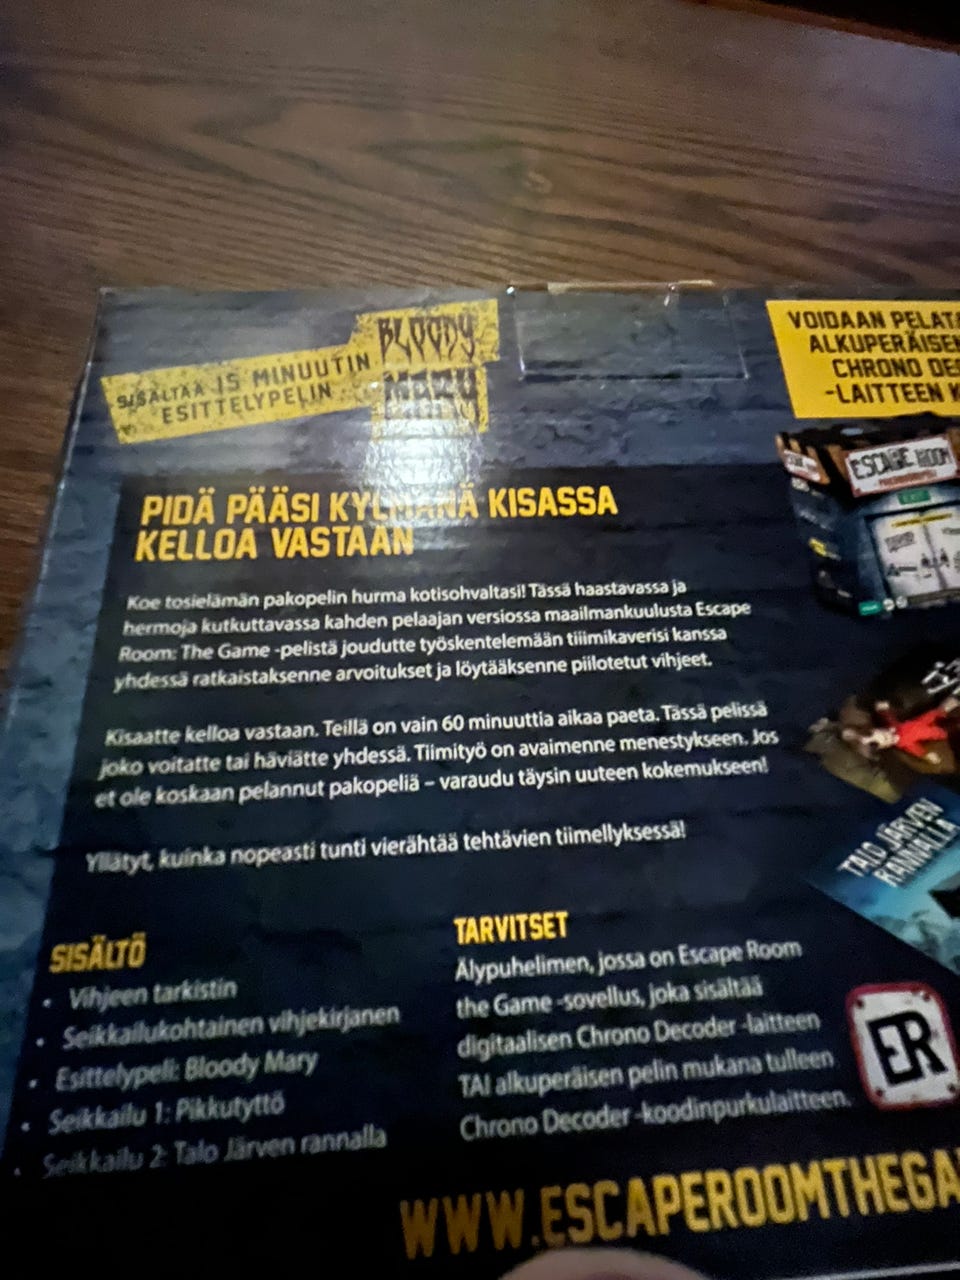 SISÄLTÄÄ 15 MINUUTIN
ESITTELYPELIN
BLOODY
MARY
VOIDAAN PELAT
ALKUPERÄISEN
CHRONO DE
-LAITTEEN K
ESCAPE ROOM
EXIT
PIDÄ PÄÄSI KYLMÄNÄ KISASSA
KELLOA VASTAAN
Koe tosielämän pakopelin hurma kotisohvaltasi! Tässä haastavassa ja
hermoja kutkuttavassa kahden pelaajan versiossa maailmankuulusta Escape
Room: The Game -pelistä joudutte työskentelemään tiiimikaverisi kanssa
yhdessä ratkaistaksenne arvoitukset ja löytääksenne piilotetut vihjeet.
Kisaatte kelloa vastaan. Teillä on vain 60 minuuttia aikaa paeta. Tässä pelissä
joko voitatte tai häviätte yhdessä. Tiimityö on avaimenne menestykseen. Jos
et ole koskaan pelannut pakopeliä – varaudu täysin uuteen kokemukseen!
Yllätyt, kuinka nopeasti tunti vierähtää tehtävien tiimellyksessä!
SISÄLTÖ
• Vihjeen tarkistin
• Seikkailukohtainen vihjekirjanen
• Esittelypeli: Bloody Mary
• Seikkailu 1: Pikkutyttö
• Seikkailu 2: Talo Järven rannalla
TARVITSET
Älypuhelimen, jossa on Escape Room
the Game -sovellus, joka sisältää
digitaalisen Chrono Decoder -laitteen
TAI alkuperäisen pelin mukana tulleen
Chrono Decoder -koodinpurkulaitteen.
TALO JÄRVEN
RANNALLA
ER
WWW.ESCAPEROOMTHEGA